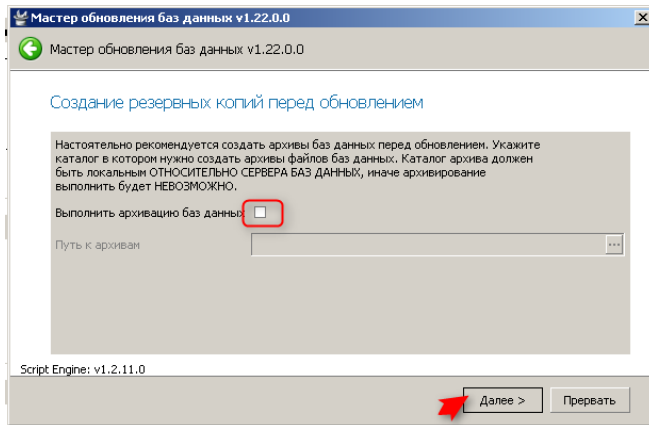 Мастер обновления баз данных v1.22.0.0
Мастер обновления баз данных v1.22.0.0
Создание резервных копий перед обновлением
Настоятельно рекомендуется создать архивы баз данных перед обновлением. Укажите
каталог в котором нужно создать архивы файлов баз данных. Каталог архива должен
быть локальным ОТНОСИТЕЛЬНО СЕРВЕРА БАЗ ДАННЫХ, иначе архивирование
выполнить будет НЕВОЗМОЖНО.
Выполнить архивацию баз данных
Путь к архивам
...
Script Engine: v1.2.11.0
Далее > Прервать